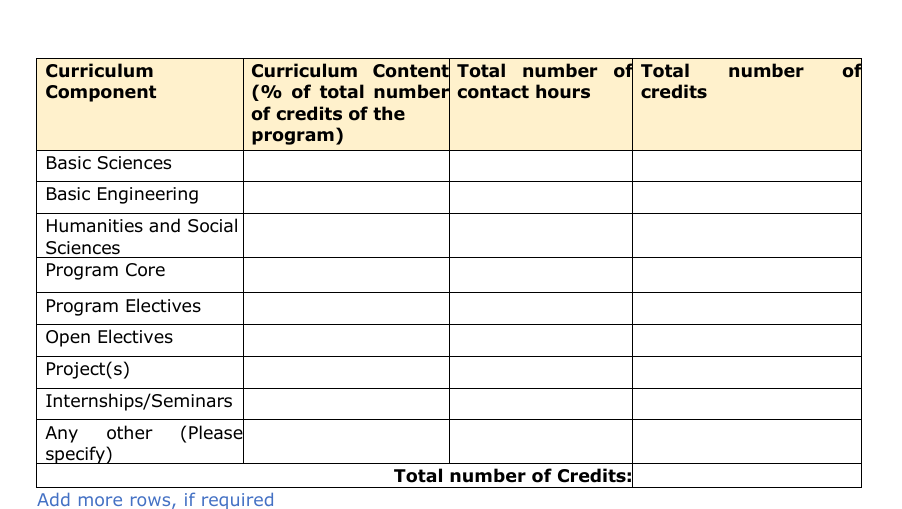 Curriculum Component
Curriculum Content (% of total number of credits of the program)
Total number of contact hours
Total number of credits
Basic Sciences
Basic Engineering
Humanities and Social Sciences
Program Core
Program Electives
Open Electives
Project(s)
Internships/Seminars
Any other (Please specify)
Total number of Credits:
Add more rows, if required